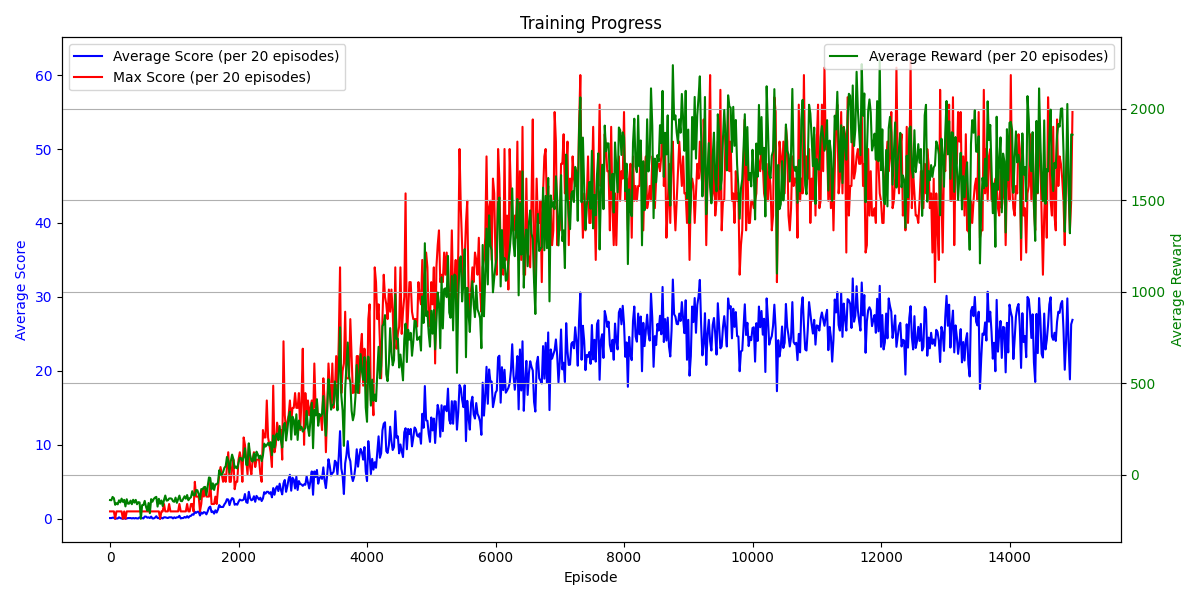 Training Progress
Average Score (per 20 episodes)
Max Score (per 20 episodes)
Average Reward (per 20 episodes)
Average Score
60
50
40
30
20
10
0
2000
1500
1000
500
0
Average Reward
0 2000 4000 6000 8000 10000 12000 14000
Episode